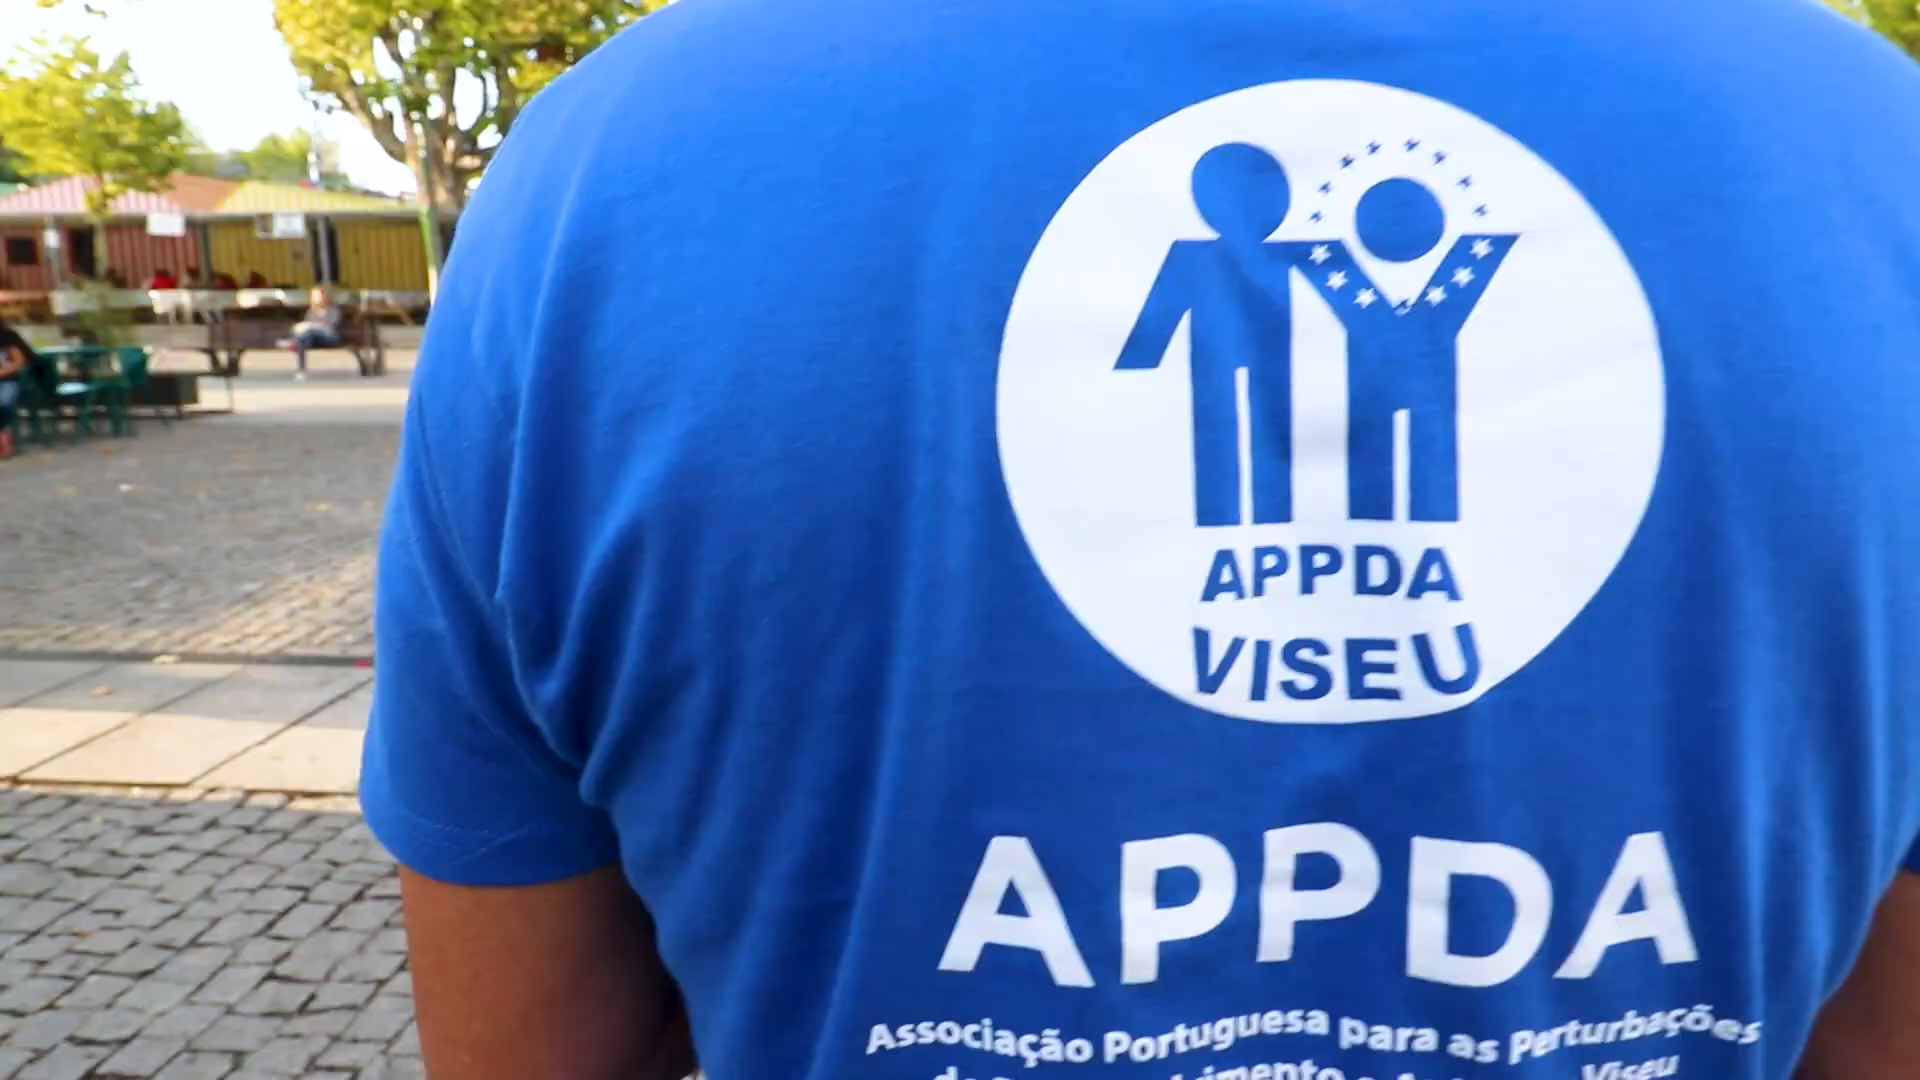 APPDA
VISEU
APPDA
Associação Portuguesa para as Perturbações
Viseu